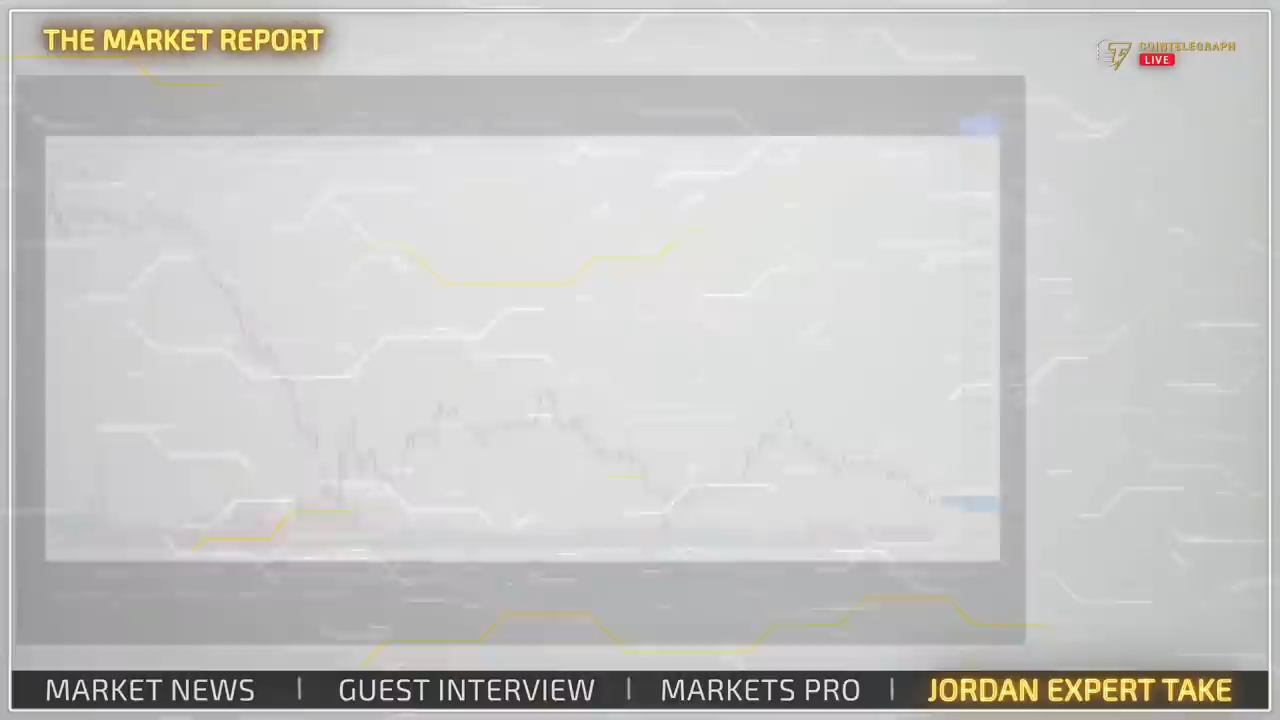 THE MARKET REPORT
COINTELEGRAPH
LIVE
MARKET NEWS | GUEST INTERVIEW | MARKETS PRO | JORDAN EXPERT TAKE